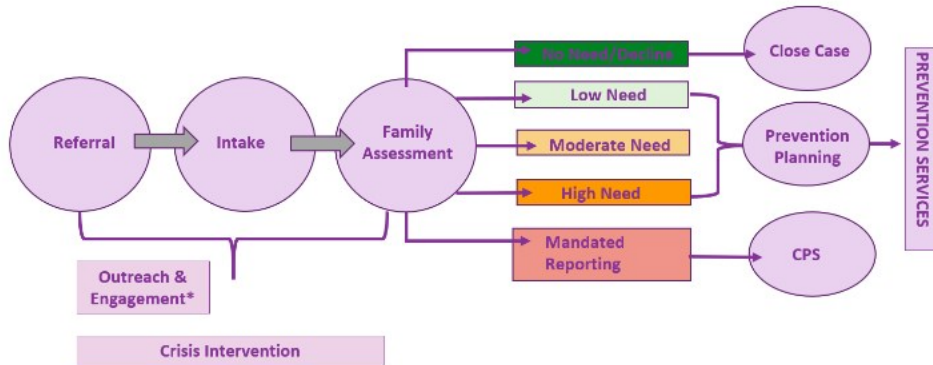 Referral
Intake
Family
Assessment
No Need/Decline
Low Need
Moderate Need
High Need
Mandated
Reporting
Close Case
Prevention
Planning
CPS
PREVENTION SERVICES
Outreach &
Engagement*
Crisis Intervention